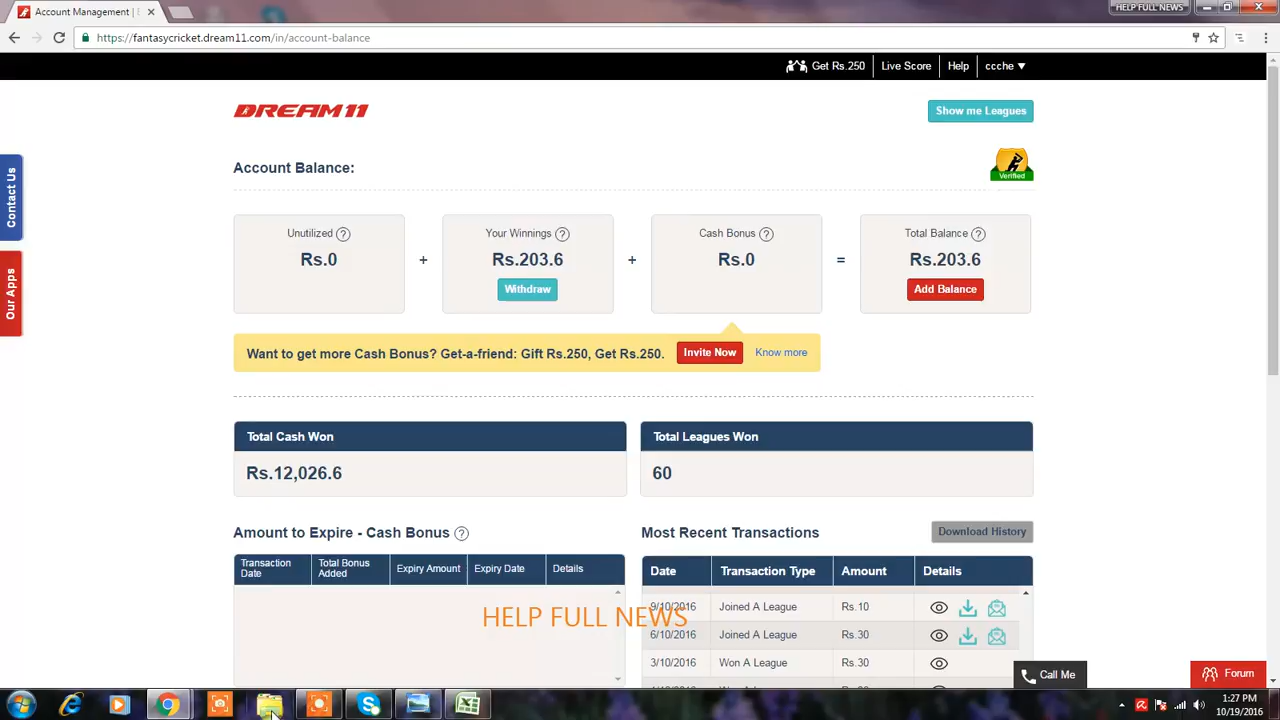 Account Management |
HELP FULL NEWS
https://fantasycricket.dream11.com/in/account-balance
Get Rs.250 Live Score Help ccche
DREAM11
Show me Leagues
Contact Us
Our Apps
Account Balance:
Verified
Unutilized ?
Rs.0
+
Your Winnings ?
Rs.203.6
Withdraw
+
Cash Bonus ?
Rs.0
=
Total Balance ?
Rs.203.6
Add Balance
Want to get more Cash Bonus? Get-a-friend: Gift Rs.250, Get Rs.250. Invite Now Know more
Total Cash Won
Rs.12,026.6
Total Leagues Won
60
Amount to Expire - Cash Bonus ?
Transaction Date Total Bonus Added Expiry Amount Expiry Date Details
Most Recent Transactions Download History
Date Transaction Type Amount Details
9/10/2016 Joined A League Rs.10
6/10/2016 Joined A League Rs.30
3/10/2016 Won A League Rs.30
HELP FULL NEWS
Call Me
Forum
1:27 PM
10/19/2016